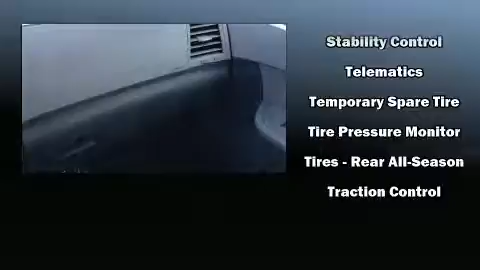 Stability Control
Telematics
Temporary Spare Tire
Tire Pressure Monitor
Tires - Rear All-Season
Traction Control